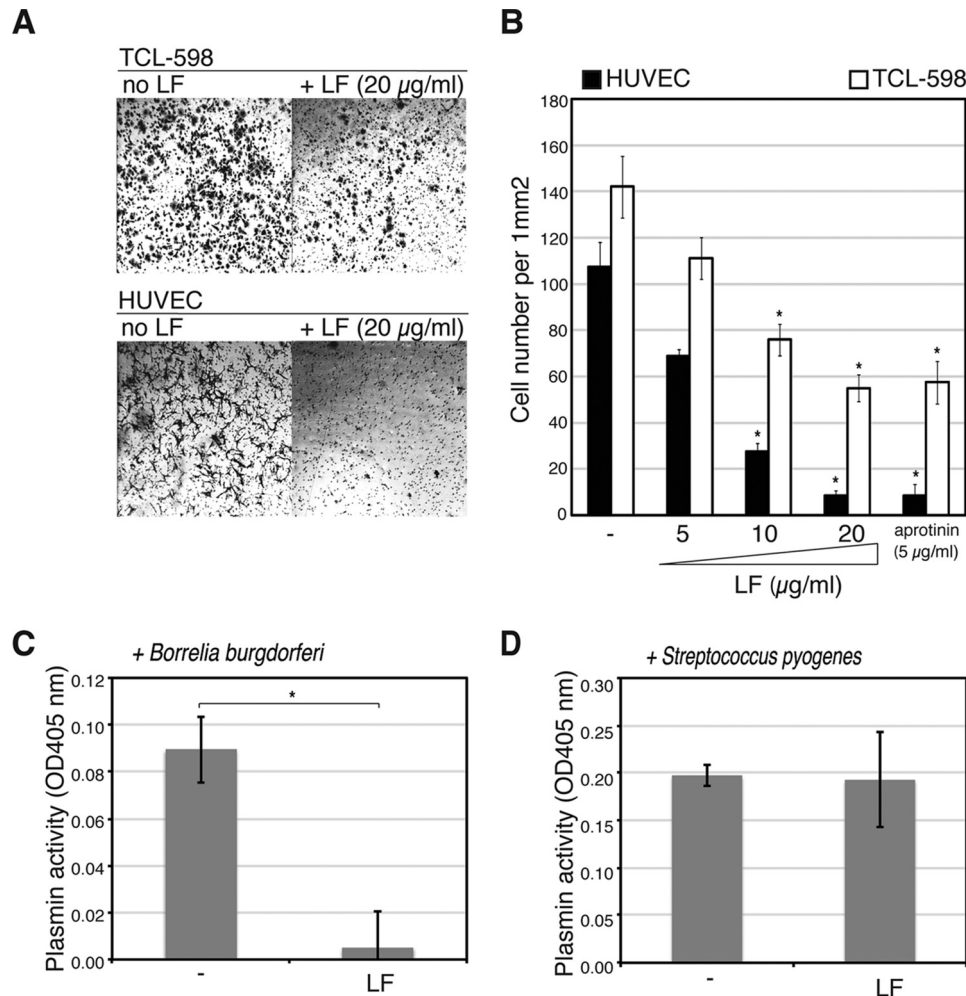 A
TCL-598
no LF + LF (20 µg/ml)
HUVEC
no LF + LF (20 µg/ml)
B
HUVEC TCL-598
Cell number per 1mm2
180
160
140
120
100
80
60
40
20
0
* * * * * *
- 5 10 20 aprotinin
(5 µg/ml)
LF (µg/ml)
C
+ Borrelia burgdorferi
Plasmin activity (OD405 nm)
0.12
0.10
0.08
0.06
0.04
0.02
0.00
*
- LF
D
+ Streptococcus pyogenes
Plasmin activity (OD405 nm)
0.30
0.25
0.20
0.15
0.10
0.05
0.00
- LF